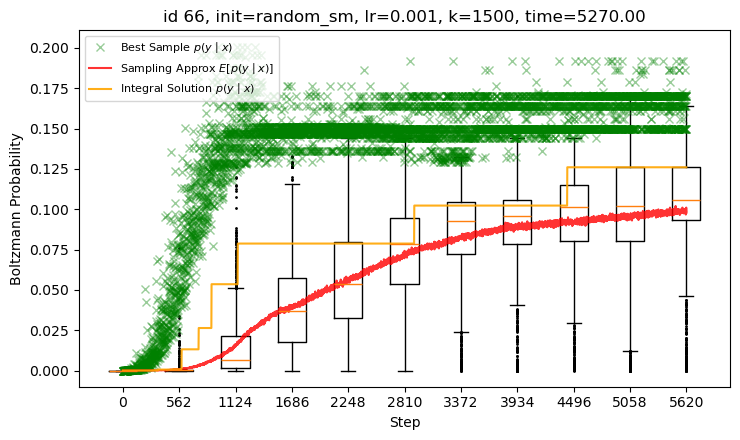 id 66, init=random_sm, lr=0.001, k=1500, time=5270.00
Best Sample p(y | x)
Sampling Approx E[p(y | x)]
Integral Solution p(y | x)
Boltzmann Probability
0.200
0.175
0.150
0.125
0.100
0.075
0.050
0.025
0.000
0 562 1124 1686 2248 2810 3372 3934 4496 5058 5620
Step